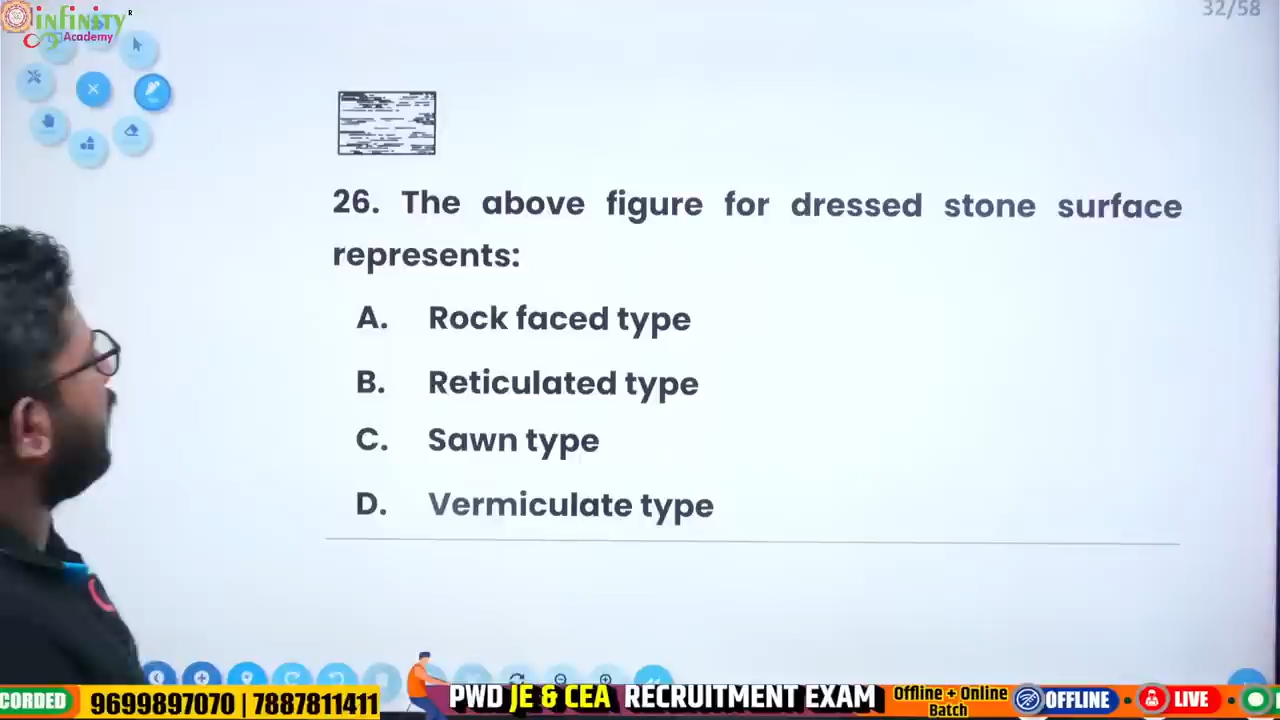 infinity
Academy
32/58
26. The above figure for dressed stone surface
represents:
A. Rock faced type
B. Reticulated type
C. Sawn type
D. Vermiculate type
CORDED
9699897070 | 7887811411
PWD JE & CEA RECRUITMENT EXAM
Offline + Online
Batch
OFFLINE
LIVE